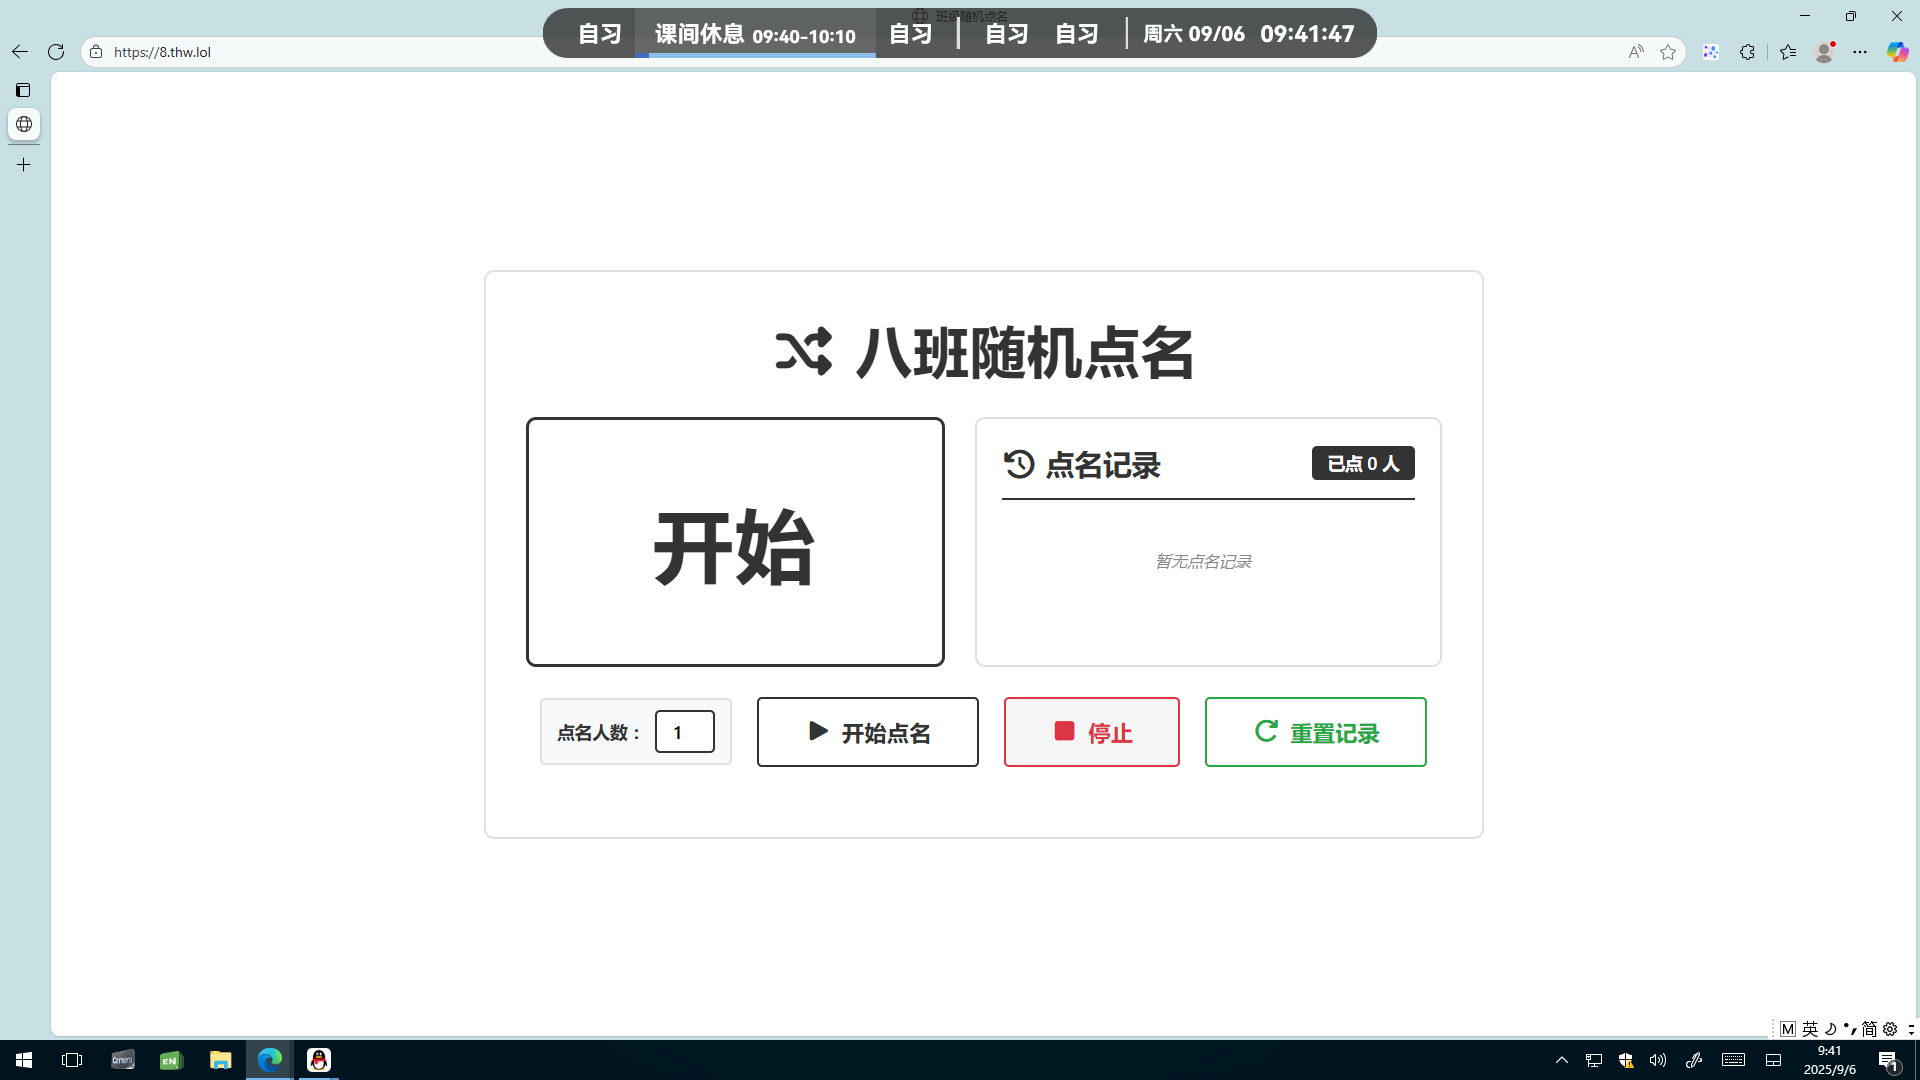 班级随机点名
自习 课间休息 09:40-10:10 自习 自习 自习 周六 09/06 09:41:47
https://8.thw.lol
八班随机点名
开始
点名记录 已点 0 人
暂无点名记录
点名人数： 1 开始点名 停止 重置记录
M 英 简
Camera EN
9:41
2025/9/6
1